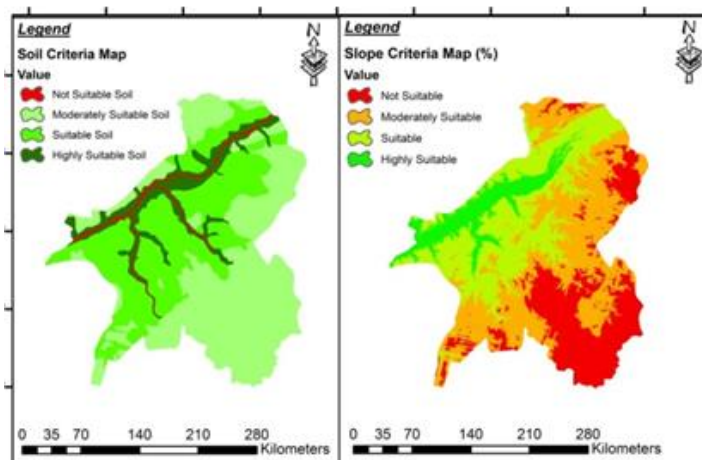 Legend
N
Soil Criteria Map
Value
Not Suitable Soil
Moderately Suitable Soil
Suitable Soil
Highly Suitable Soil
0 35 70 140 210 280
Kilometers
Legend
N
Slope Criteria Map (%)
Value
Not Suitable
Moderately Suitable
Suitable
Highly Suitable
0 35 70 140 210 280
Kilometers